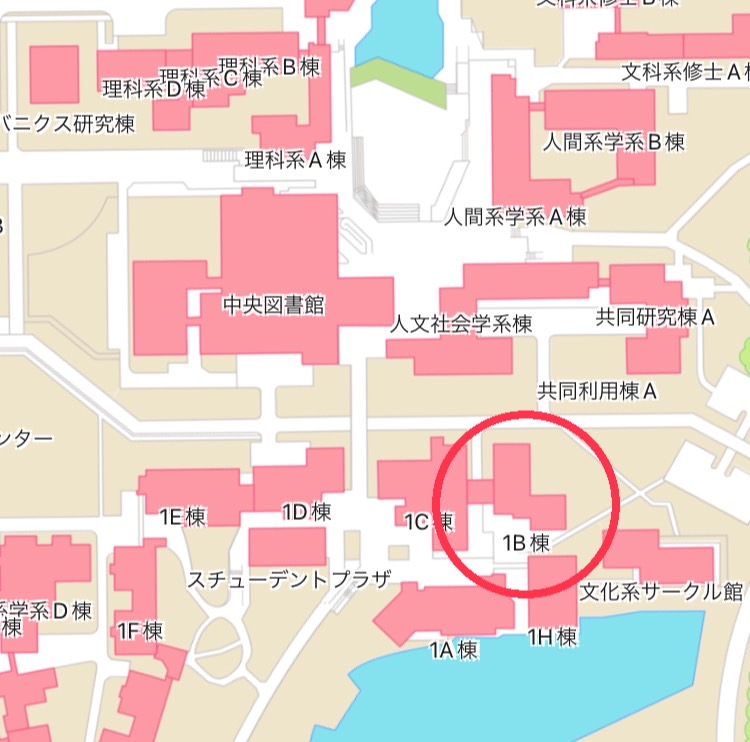 理科系B棟
理科系C棟
理科系D棟
文科系修士A棟
バニクス研究棟
人間系学系B棟
理科系A棟
人間系学系A棟
中央図書館
人文社会学系棟
共同研究棟A
共同利用棟A
ンター
1E棟
1D棟
1C棟
1B棟
スチューデントプラザ
文化系サークル館
系学系D棟
棟
1F棟
1A棟
1H棟